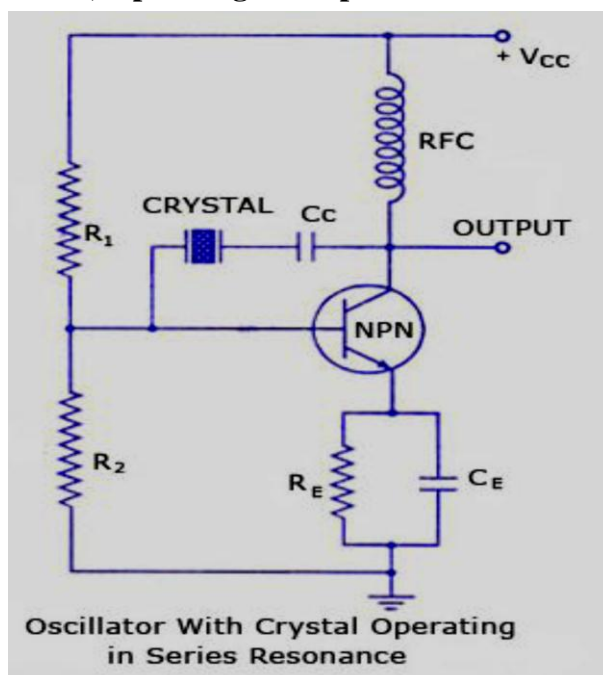 + VCC
RFC
CRYSTAL
Cc
OUTPUT
R1
NPN
R2
RE
CE
Oscillator With Crystal Operating
in Series Resonance